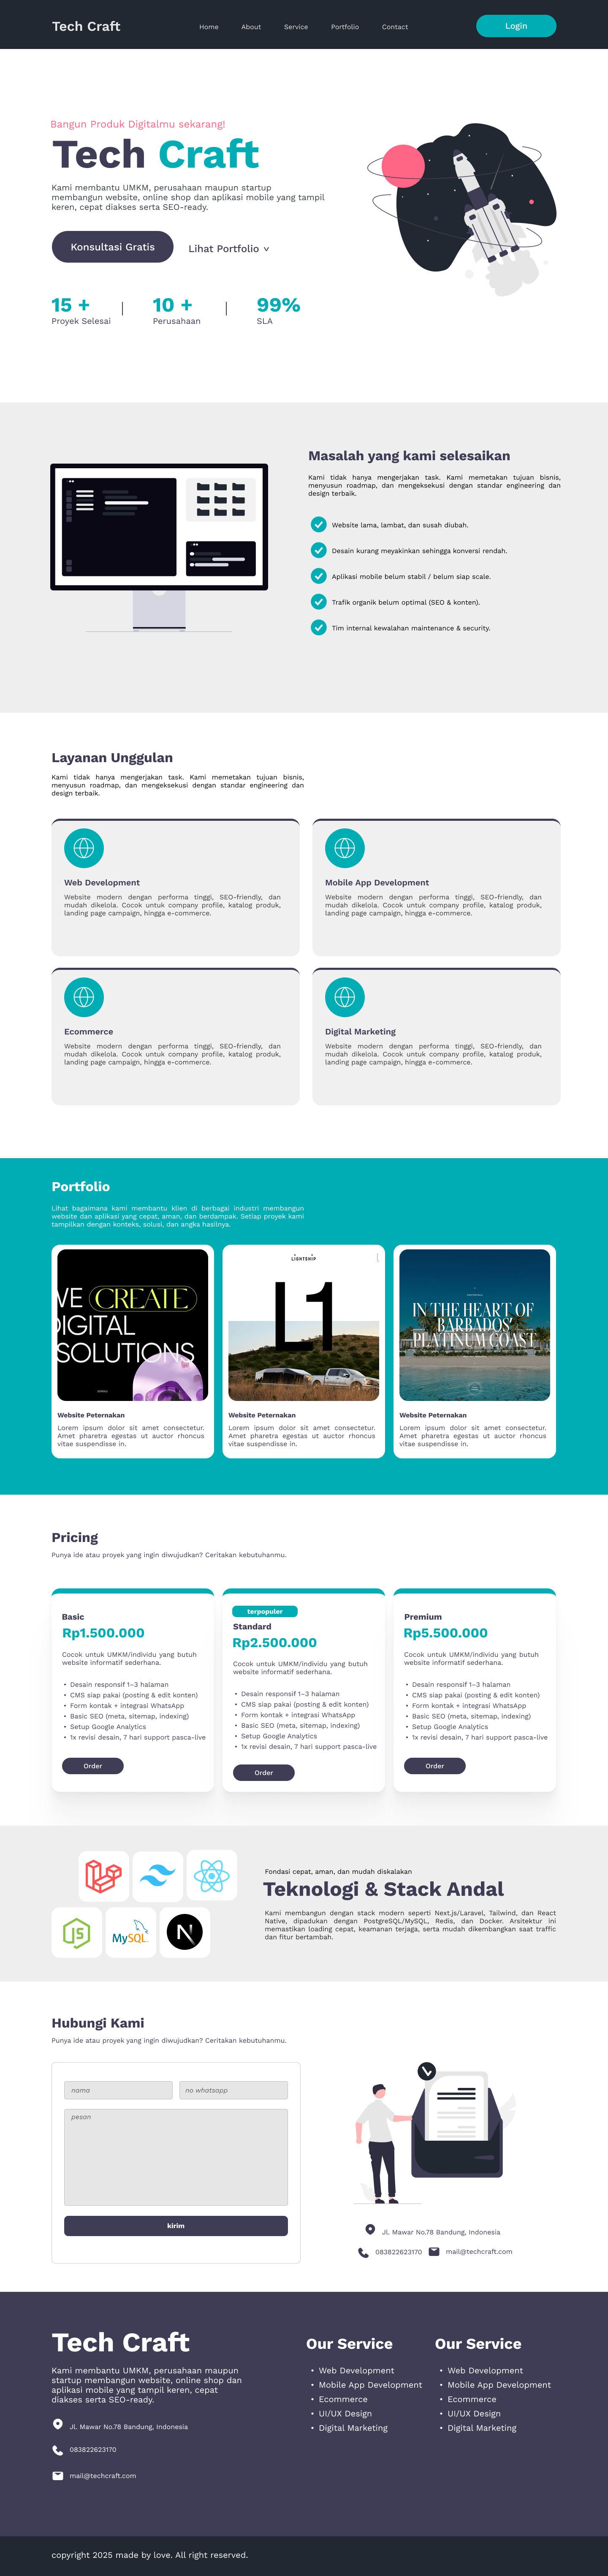 Tech Craft
Home
About
Service
Portfolio
Contact
Login
Bangun Produk Digitalmu sekarang!
Tech Craft
Kami membantu UMKM, perusahaan maupun startup
membangun website, online shop dan aplikasi mobile yang tampil
keren, cepat diakses serta SEO-ready.
Konsultasi Gratis
Lihat Portfolio
15 +
Proyek Selesai
10 +
Perusahaan
99%
SLA
Masalah yang kami selesaikan
Kami tidak hanya mengerjakan task. Kami memetakan tujuan bisnis,
menyusun roadmap, dan mengeksekusi dengan standar engineering dan
design terbaik.
Website lama, lambat, dan susah diubah.
Desain kurang meyakinkan sehingga konversi rendah.
Aplikasi mobile belum stabil / belum siap scale.
Trafik organik belum optimal (SEO & konten).
Tim internal kewalahan maintenance & security.
Layanan Unggulan
Kami tidak hanya mengerjakan task. Kami memetakan tujuan bisnis,
menyusun roadmap, dan mengeksekusi dengan standar engineering dan
design terbaik.
Web Development
Website modern dengan performa tinggi, SEO-friendly, dan
mudah dikelola. Cocok untuk company profile, katalog produk,
landing page campaign, hingga e-commerce.
Mobile App Development
Website modern dengan performa tinggi, SEO-friendly, dan
mudah dikelola. Cocok untuk company profile, katalog produk,
landing page campaign, hingga e-commerce.
Ecommerce
Website modern dengan performa tinggi, SEO-friendly, dan
mudah dikelola. Cocok untuk company profile, katalog produk,
landing page campaign, hingga e-commerce.
Digital Marketing
Website modern dengan performa tinggi, SEO-friendly, dan
mudah dikelola. Cocok untuk company profile, katalog produk,
landing page campaign, hingga e-commerce.
Portfolio
Lihat bagaimana kami membantu klien di berbagai industri membangun
website dan aplikasi yang cepat, aman, dan berdampak. Setiap proyek kami
tampilkan dengan konteks, solusi, dan angka hasilnya.
WE CREATE
DIGITAL
SOLUTIONS
Website Peternakan
Lorem ipsum dolor sit amet consectetur.
Amet pharetra egestas ut auctor rhoncus
vitae suspendisse in.
LIGHTSHIP
L1
Website Peternakan
Lorem ipsum dolor sit amet consectetur.
Amet pharetra egestas ut auctor rhoncus
vitae suspendisse in.
IN THE HEART OF
BARBADOS'
PLATINUM COAST
Website Peternakan
Lorem ipsum dolor sit amet consectetur.
Amet pharetra egestas ut auctor rhoncus
vitae suspendisse in.
Pricing
Punya ide atau proyek yang ingin diwujudkan? Ceritakan kebutuhanmu.
Basic
Rp1.500.000
Cocok untuk UMKM/individu yang butuh
website informatif sederhana.
• Desain responsif 1–3 halaman
• CMS siap pakai (posting & edit konten)
• Form kontak + integrasi WhatsApp
• Basic SEO (meta, sitemap, indexing)
• Setup Google Analytics
• 1x revisi desain, 7 hari support pasca-live
Order
terpopuler
Standard
Rp2.500.000
Cocok untuk UMKM/individu yang butuh
website informatif sederhana.
• Desain responsif 1–3 halaman
• CMS siap pakai (posting & edit konten)
• Form kontak + integrasi WhatsApp
• Basic SEO (meta, sitemap, indexing)
• Setup Google Analytics
• 1x revisi desain, 7 hari support pasca-live
Order
Premium
Rp5.500.000
Cocok untuk UMKM/individu yang butuh
website informatif sederhana.
• Desain responsif 1–3 halaman
• CMS siap pakai (posting & edit konten)
• Form kontak + integrasi WhatsApp
• Basic SEO (meta, sitemap, indexing)
• Setup Google Analytics
• 1x revisi desain, 7 hari support pasca-live
Order
JS
MySQL
N
Fondasi cepat, aman, dan mudah diskalakan
Teknologi & Stack Andal
Kami membangun dengan stack modern seperti Next.js/Laravel, Tailwind, dan React
Native, dipadukan dengan PostgreSQL/MySQL, Redis, dan Docker. Arsitektur ini
memastikan loading cepat, keamanan terjaga, serta mudah dikembangkan saat traffic
dan fitur bertambah.
Hubungi Kami
Punya ide atau proyek yang ingin diwujudkan? Ceritakan kebutuhanmu.
nama
no whatsapp
pesan
kirim
Jl. Mawar No.78 Bandung, Indonesia
083822623170
mail@techcraft.com
Tech Craft
Kami membantu UMKM, perusahaan maupun
startup membangun website, online shop dan
aplikasi mobile yang tampil keren, cepat
diakses serta SEO-ready.
Jl. Mawar No.78 Bandung, Indonesia
083822623170
mail@techcraft.com
Our Service
• Web Development
• Mobile App Development
• Ecommerce
• UI/UX Design
• Digital Marketing
Our Service
• Web Development
• Mobile App Development
• Ecommerce
• UI/UX Design
• Digital Marketing
copyright 2025 made by love. All right reserved.